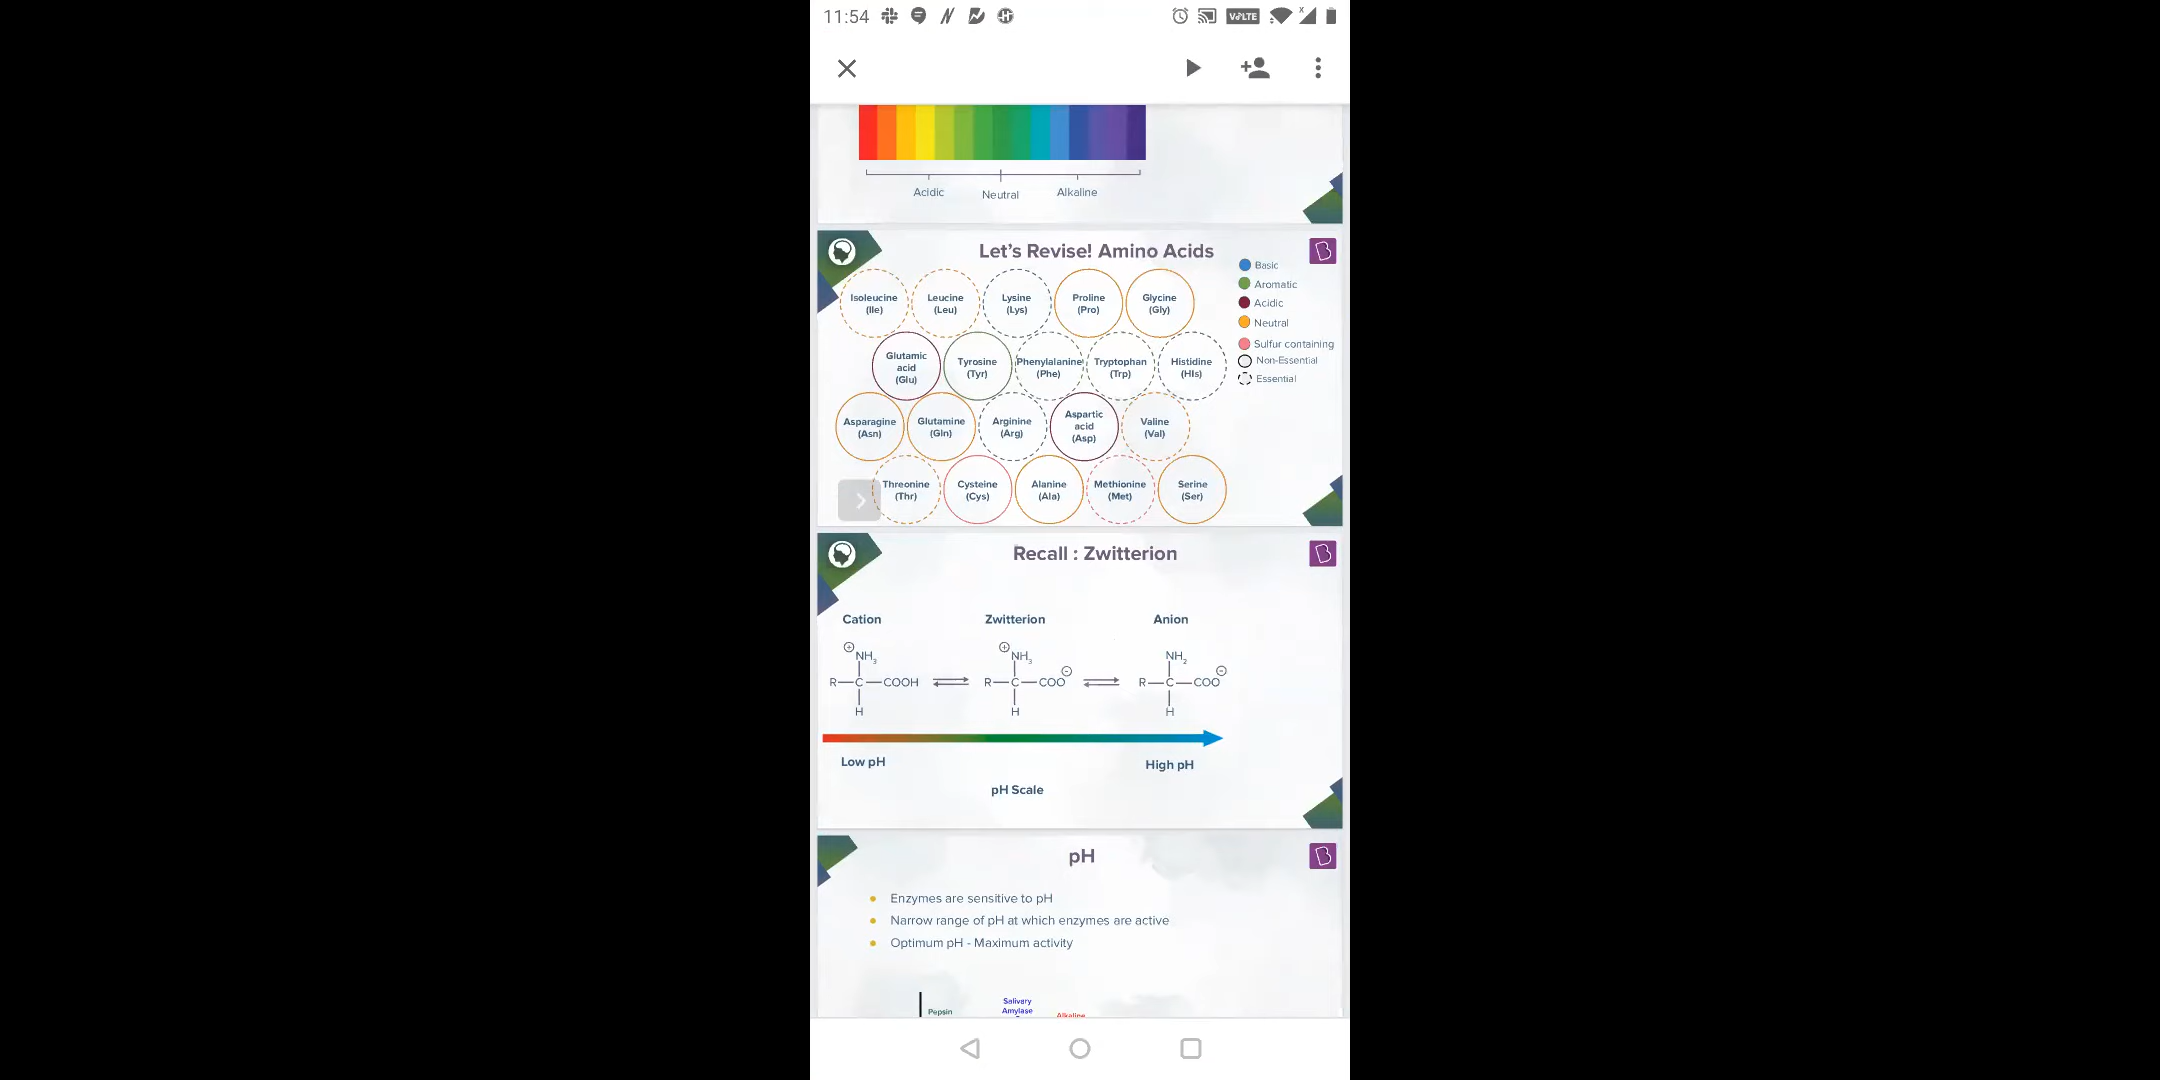 11:54
VoLTE
Acidic
Neutral
Alkaline
Let's Revise! Amino Acids
Isoleucine
(Ile)
Leucine
(Leu)
Lysine
(Lys)
Proline
(Pro)
Glycine
(Gly)
Basic
Aromatic
Acidic
Neutral
Sulfur containing
Non-Essential
Essential
Glutamic
acid
(Glu)
Tyrosine
(Tyr)
Phenylalanine
(Phe)
Tryptophan
(Trp)
Histidine
(HIs)
Asparagine
(Asn)
Glutamine
(Gln)
Arginine
(Arg)
Aspartic
acid
(Asp)
Valine
(Val)
Threonine
(Thr)
Cysteine
(Cys)
Alanine
(Ala)
Methionine
(Met)
Serine
(Ser)
Recall : Zwitterion
Cation
Zwitterion
Anion
⊕ NH₃
R—C—COOH
H
⊕ NH₃
R—C—COO ⊖
H
NH₂
R—C—COO ⊖
H
Low pH
High pH
pH Scale
pH
Enzymes are sensitive to pH
Narrow range of pH at which enzymes are active
Optimum pH - Maximum activity
Pepsin
Salivary
Amylase
Alkaline